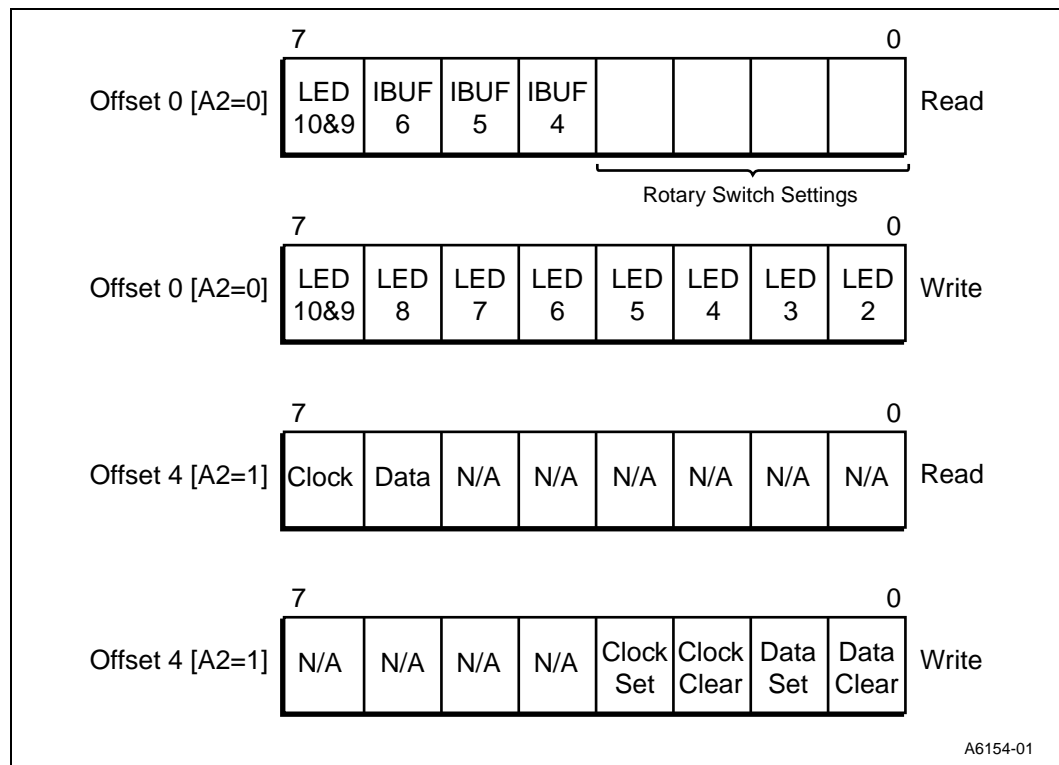 7 0
Offset 0 [A2=0] LED 10&9 IBUF 6 IBUF 5 IBUF 4 Read
Rotary Switch Settings
7 0
Offset 0 [A2=0] LED 10&9 LED 8 LED 7 LED 6 LED 5 LED 4 LED 3 LED 2 Write
7 0
Offset 4 [A2=1] Clock Data N/A N/A N/A N/A N/A N/A Read
7 0
Offset 4 [A2=1] N/A N/A N/A N/A Clock Set Clock Clear Data Set Data Clear Write
A6154-01